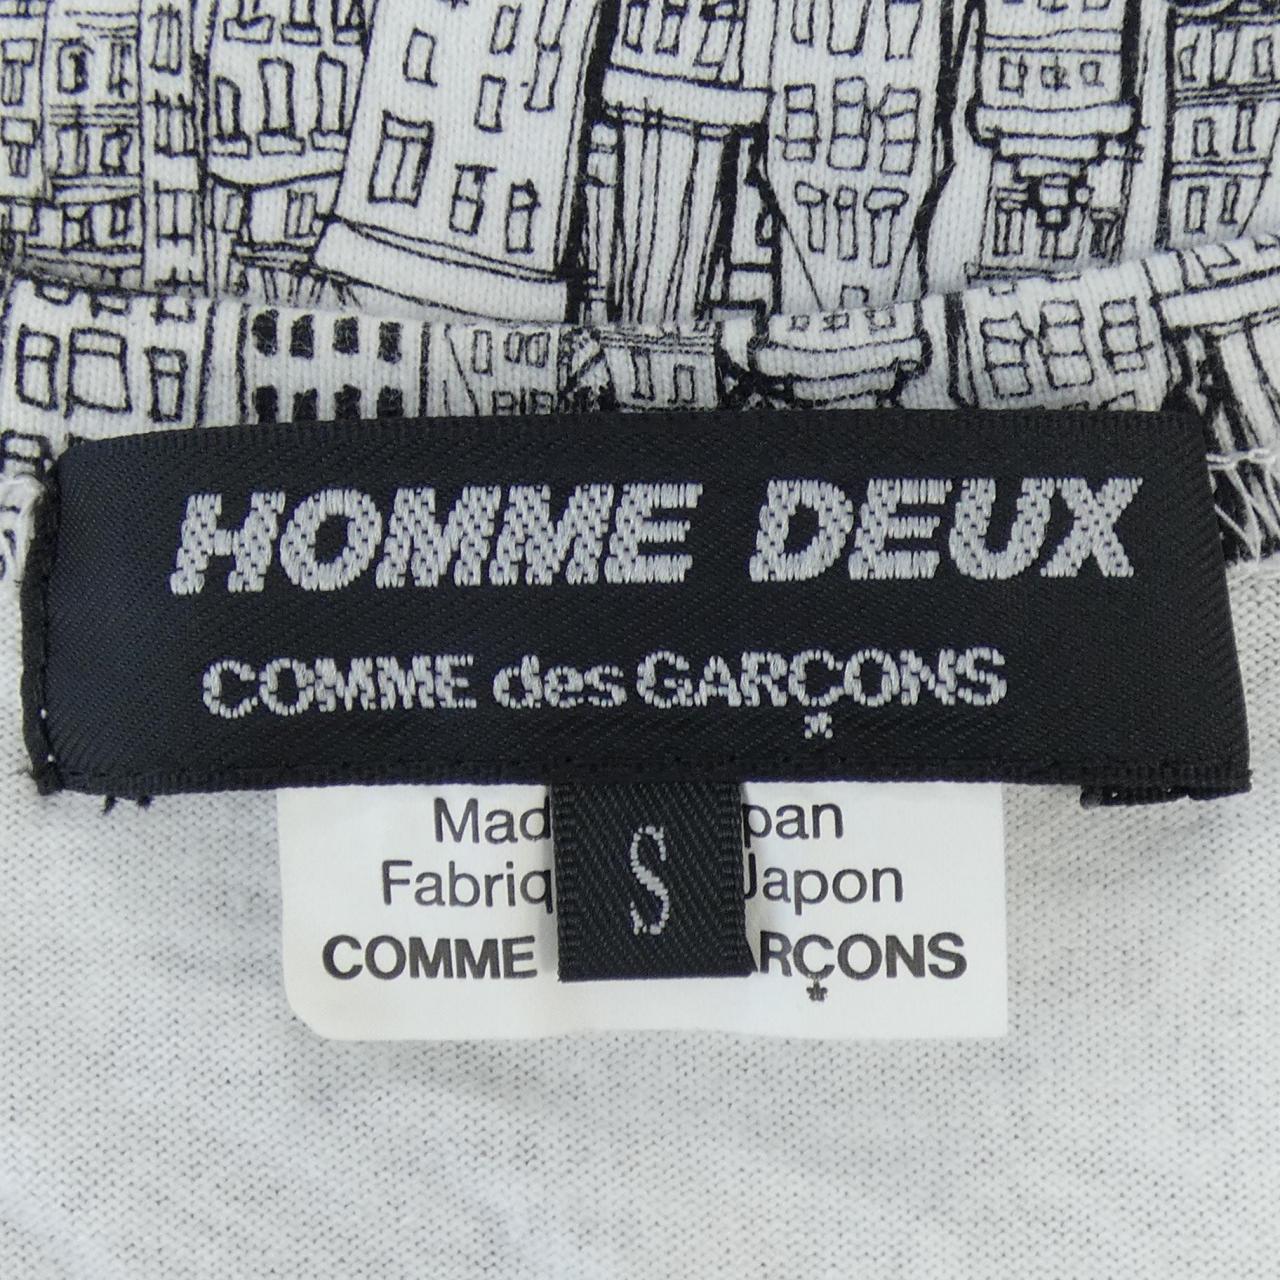 HOMME DEUX
COMME des GARÇONS
Mad pan
S
Fabriq Japon
COMME ARÇONS